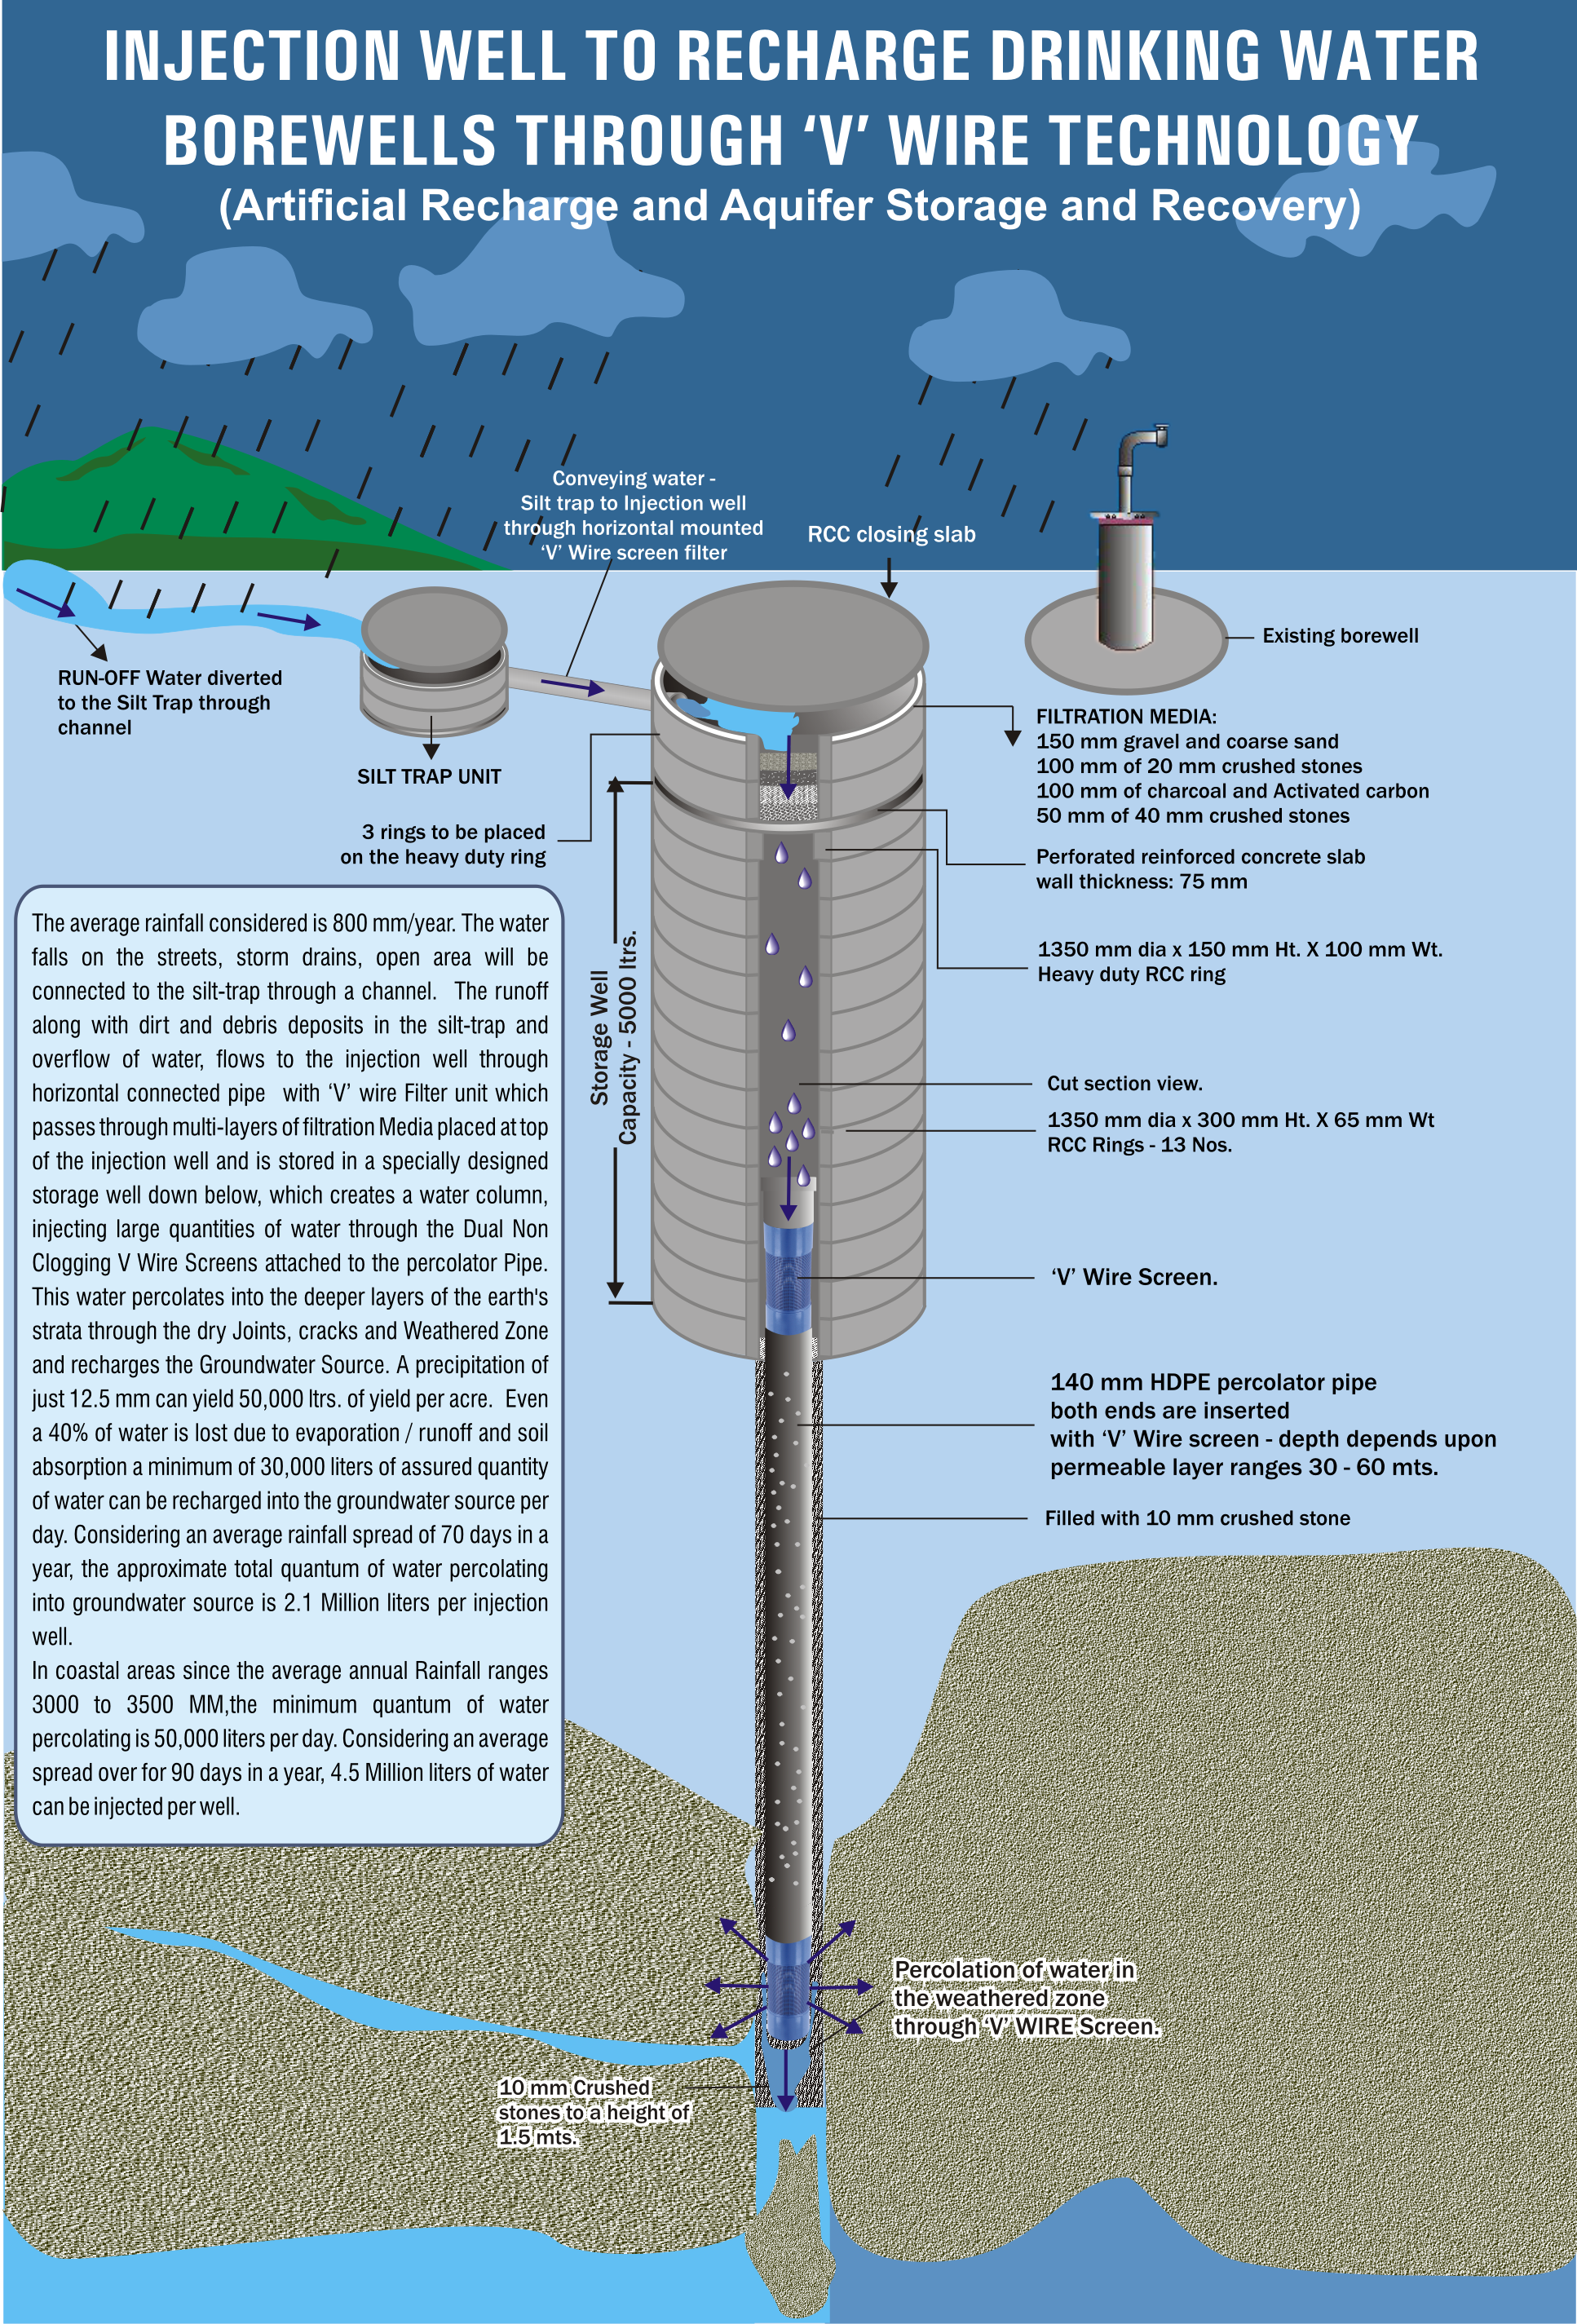 INJECTION WELL TO RECHARGE DRINKING WATER
BOREWELLS THROUGH ‘V’ WIRE TECHNOLOGY
(Artificial Recharge and Aquifer Storage and Recovery)
Conveying water -
Silt trap to Injection well
through horizontal mounted
‘V’ Wire screen filter
RCC closing slab
Existing borewell
RUN-OFF Water diverted
to the Silt Trap through
channel
SILT TRAP UNIT
FILTRATION MEDIA:
150 mm gravel and coarse sand
100 mm of 20 mm crushed stones
100 mm of charcoal and Activated carbon
50 mm of 40 mm crushed stones
3 rings to be placed
on the heavy duty ring
Perforated reinforced concrete slab
wall thickness: 75 mm
1350 mm dia x 150 mm Ht. X 100 mm Wt.
Heavy duty RCC ring
Storage Well
Capacity - 5000 ltrs.
Cut section view.
1350 mm dia x 300 mm Ht. X 65 mm Wt
RCC Rings - 13 Nos.
‘V’ Wire Screen.
140 mm HDPE percolator pipe
both ends are inserted
with ‘V’ Wire screen - depth depends upon
permeable layer ranges 30 - 60 mts.
Filled with 10 mm crushed stone
The average rainfall considered is 800 mm/year. The water
falls on the streets, storm drains, open area will be
connected to the silt-trap through a channel. The runoff
along with dirt and debris deposits in the silt-trap and
overflow of water, flows to the injection well through
horizontal connected pipe with ‘V’ wire Filter unit which
passes through multi-layers of filtration Media placed at top
of the injection well and is stored in a specially designed
storage well down below, which creates a water column,
injecting large quantities of water through the Dual Non
Clogging V Wire Screens attached to the percolator Pipe.
This water percolates into the deeper layers of the earth's
strata through the dry Joints, cracks and Weathered Zone
and recharges the Groundwater Source. A precipitation of
just 12.5 mm can yield 50,000 ltrs. of yield per acre. Even
a 40% of water is lost due to evaporation / runoff and soil
absorption a minimum of 30,000 liters of assured quantity
of water can be recharged into the groundwater source per
day. Considering an average rainfall spread of 70 days in a
year, the approximate total quantum of water percolating
into groundwater source is 2.1 Million liters per injection
well.
In coastal areas since the average annual Rainfall ranges
3000 to 3500 MM,the minimum quantum of water
percolating is 50,000 liters per day. Considering an average
spread over for 90 days in a year, 4.5 Million liters of water
can be injected per well.
Percolation of water in
the weathered zone
through ‘V’ WIRE Screen.
10 mm Crushed
stones to a height of
1.5 mts.